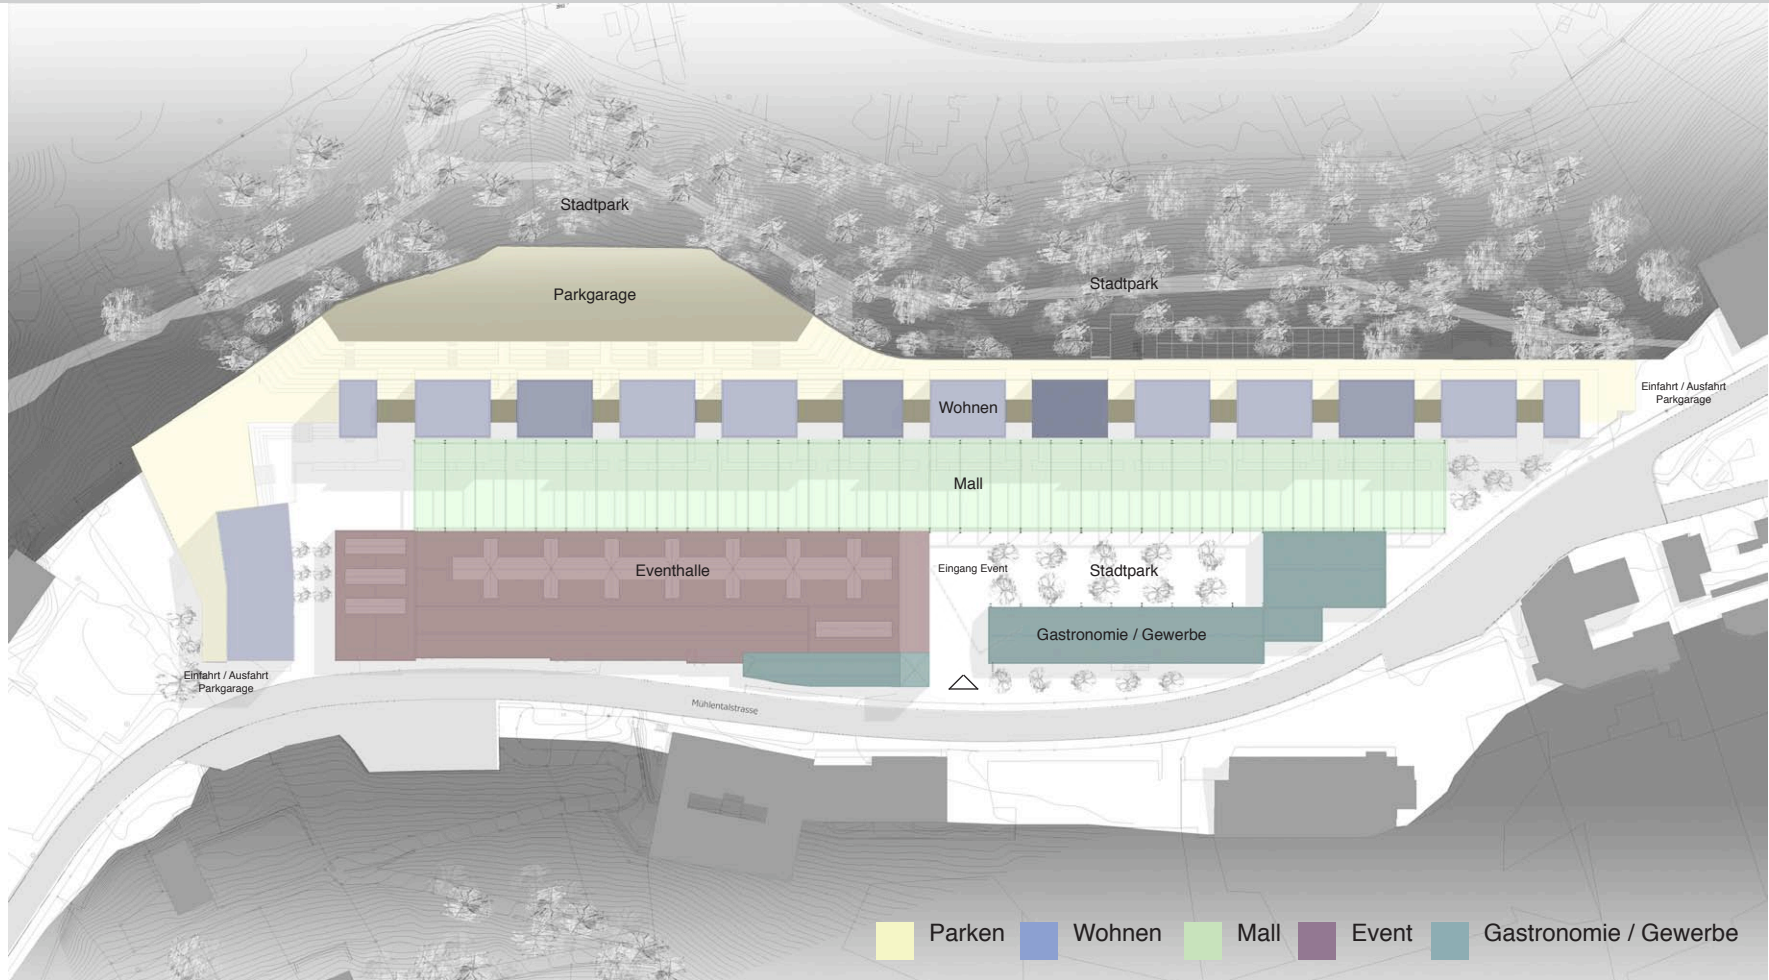 Stadtpark
Parkgarage
Stadtpark
Einfahrt / Ausfahrt
Parkgarage
Wohnen
Mall
Eventhalle
Eingang Event
Stadtpark
Gastronomie / Gewerbe
Einfahrt / Ausfahrt
Parkgarage
Mühlentalstrasse
Parken
Wohnen
Mall
Event
Gastronomie / Gewerbe